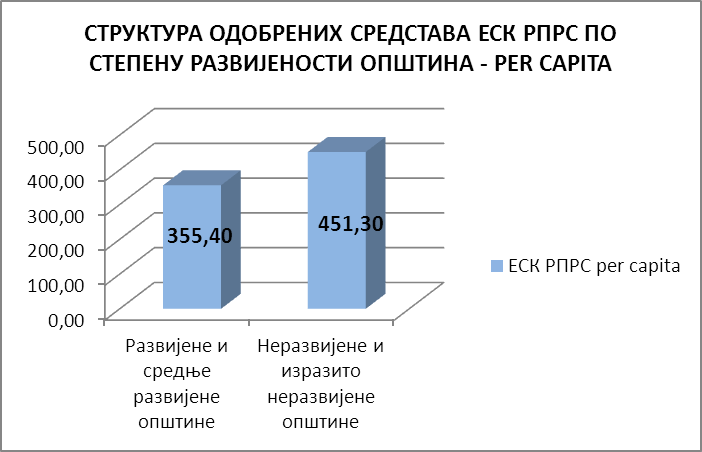 СТРУКТУРА ОДОБРЕНИХ СРЕДСТАВА ЕСК РПРС ПО
СТЕПЕНУ РАЗВИЈЕНОСТИ ОПШТИНА - PER CAPITA
500,00
400,00
300,00
200,00
100,00
0,00
355,40
451,30
Развијене и
средње
развијене
општине
Неразвијене и
изразито
неразвијене
општине
ЕСК РПРС per capita